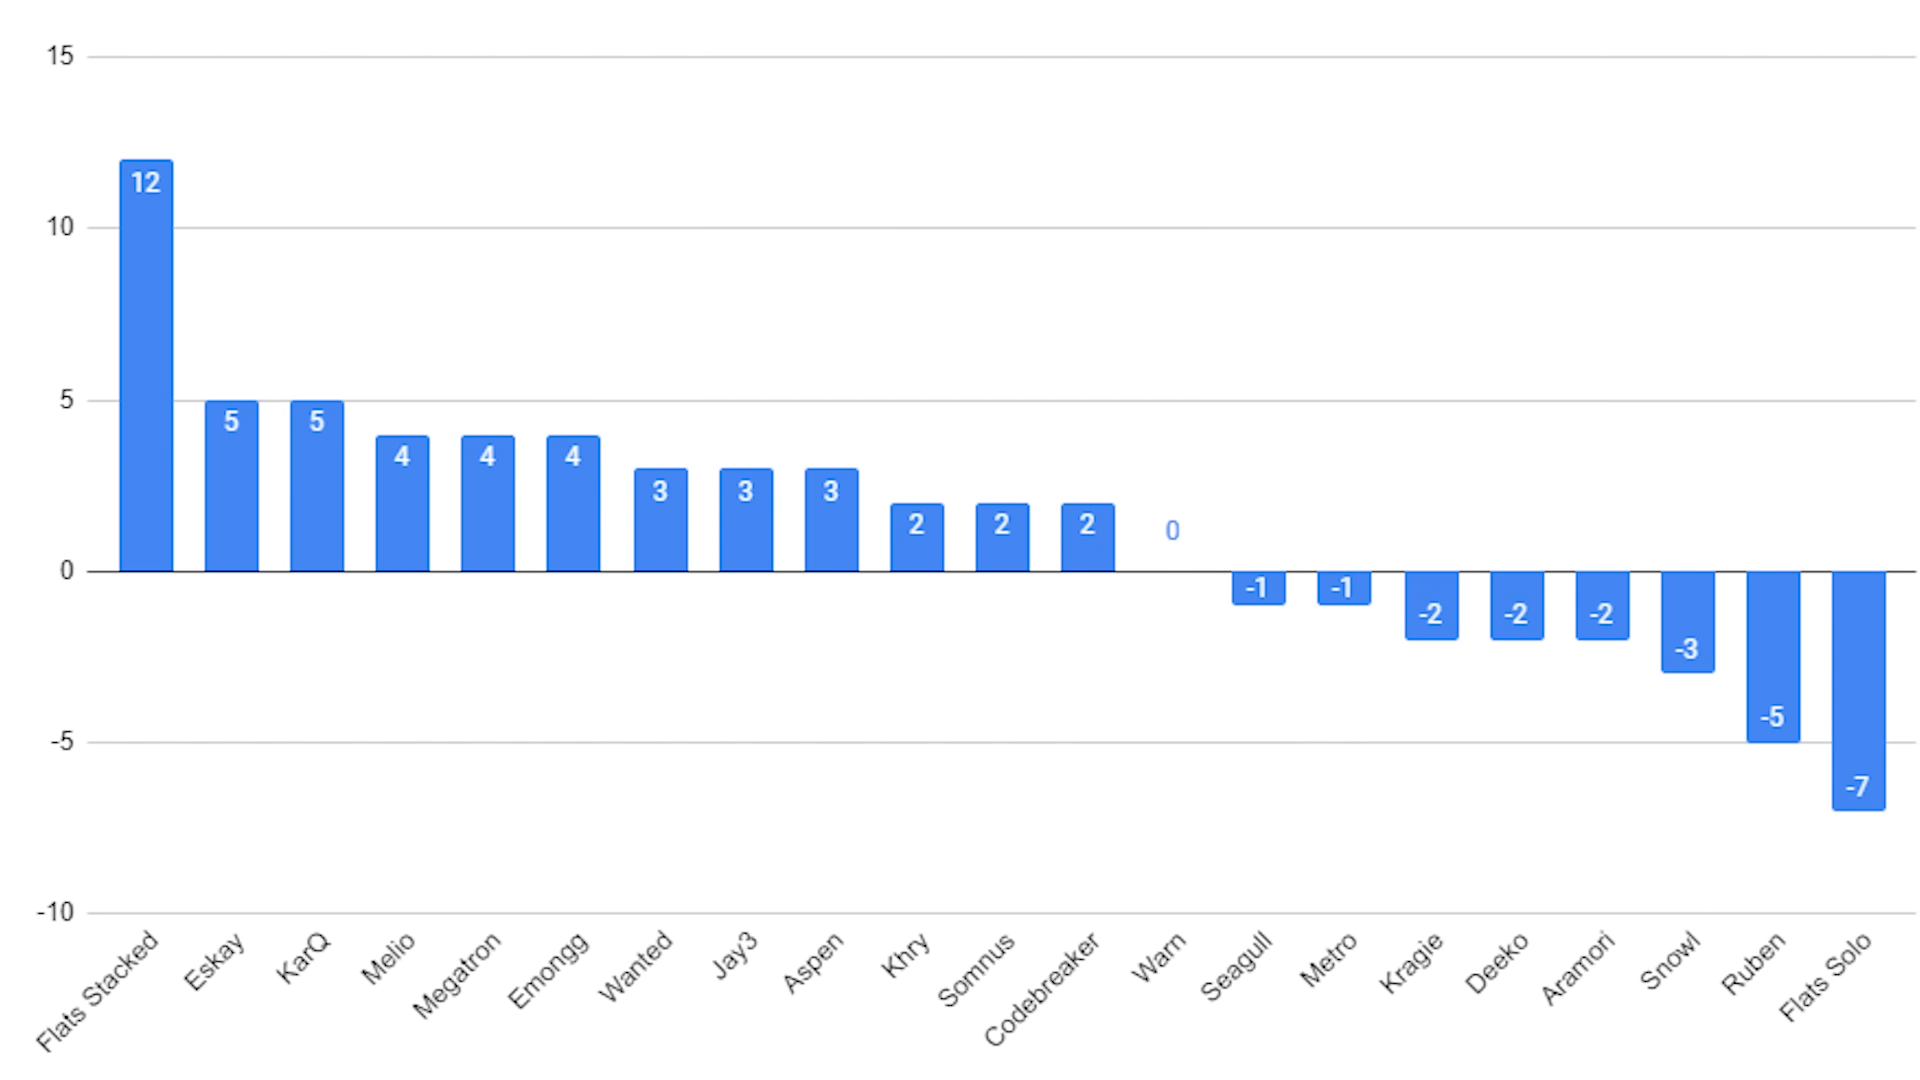 15
10
5
0
-5
-10
12
5
5
4
4
4
3
3
3
2
2
2
0
-1
-1
-2
-2
-2
-3
-5
-7
Flats Stacked
Eskay
KarQ
Melio
Megatron
Emongg
Wanted
Jay3
Aspen
Khry
Somnus
Codebreaker
Warn
Seagull
Metro
Kragie
Deeko
Aramori
Snowl
Ruben
Flats Solo